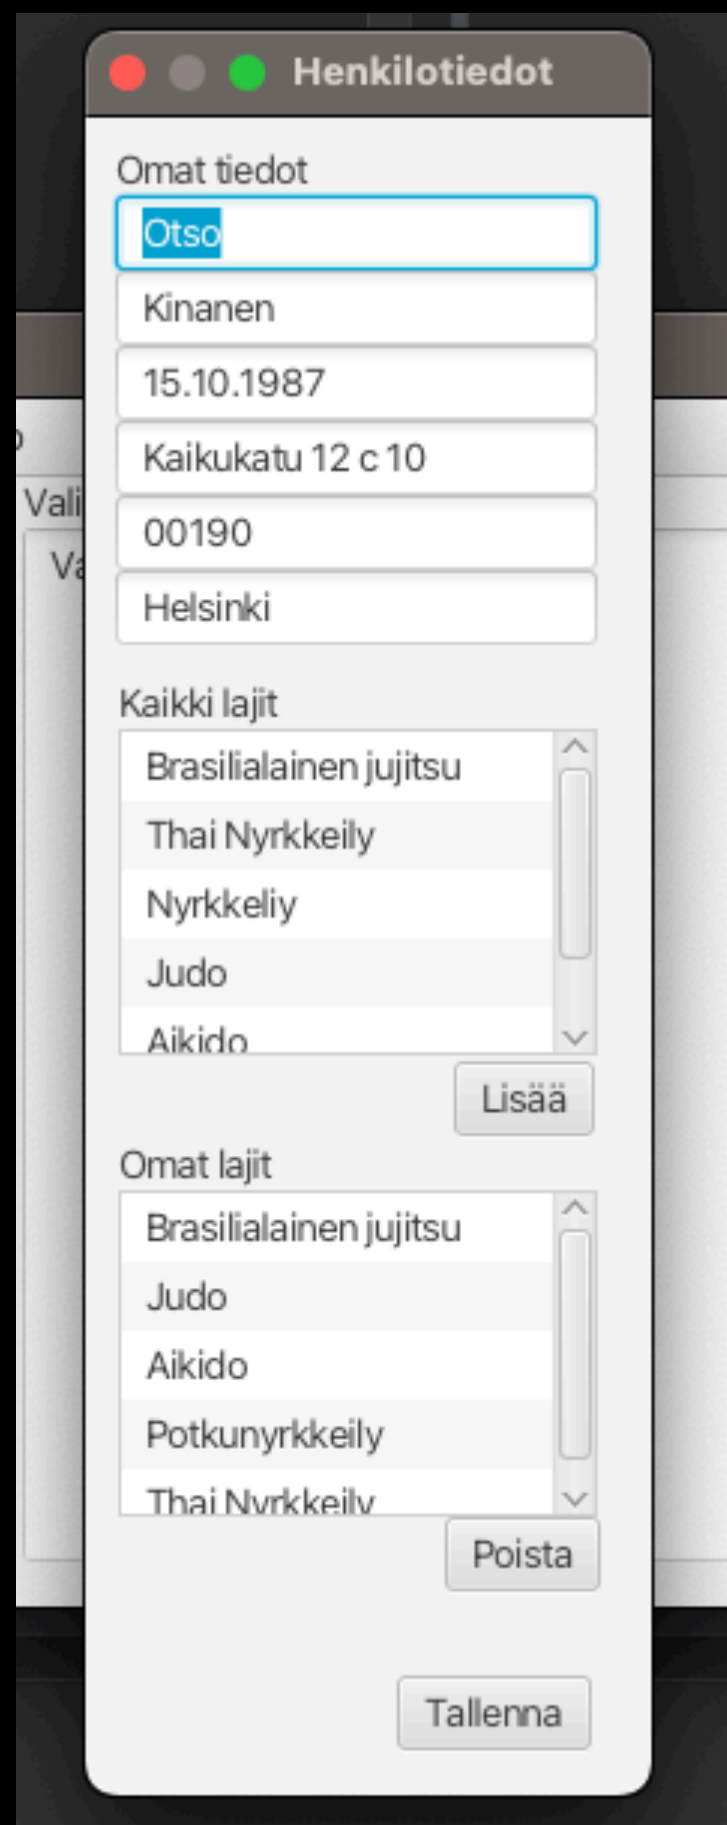 Henkilotiedot
Omat tiedot
Otso
Kinanen
15.10.1987
Kaikukatu 12 c 10
00190
Helsinki
Kaikki lajit
Brasilialainen jujitsu
Thai Nyrkkeily
Nyrkkeliy
Judo
Aikido
Lisää
Omat lajit
Brasilialainen jujitsu
Judo
Aikido
Potkunyrkkeily
Thai Nyrkkeily
Poista
Tallenna